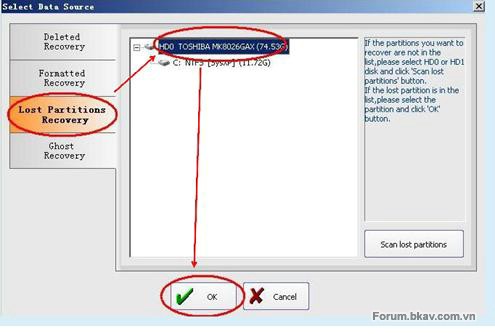 Select Data Source
Deleted
Recovery
Formatted
Recovery
Lost Partitions
Recovery
Ghost
Recovery
HD0 TOSHIBA MK8026GAX (74.53G)
C: NTFS [SysXP] (11.72G)
If the partitions you want to
recover are not in the
list,please select HD0 or HD1
disk and click 'Scan lost
partitions' button.
If the lost partition is in the
list,please select the
partition and click 'OK'
button.
Scan lost partitions
OK
Cancel
Forum.bkav.com.vn